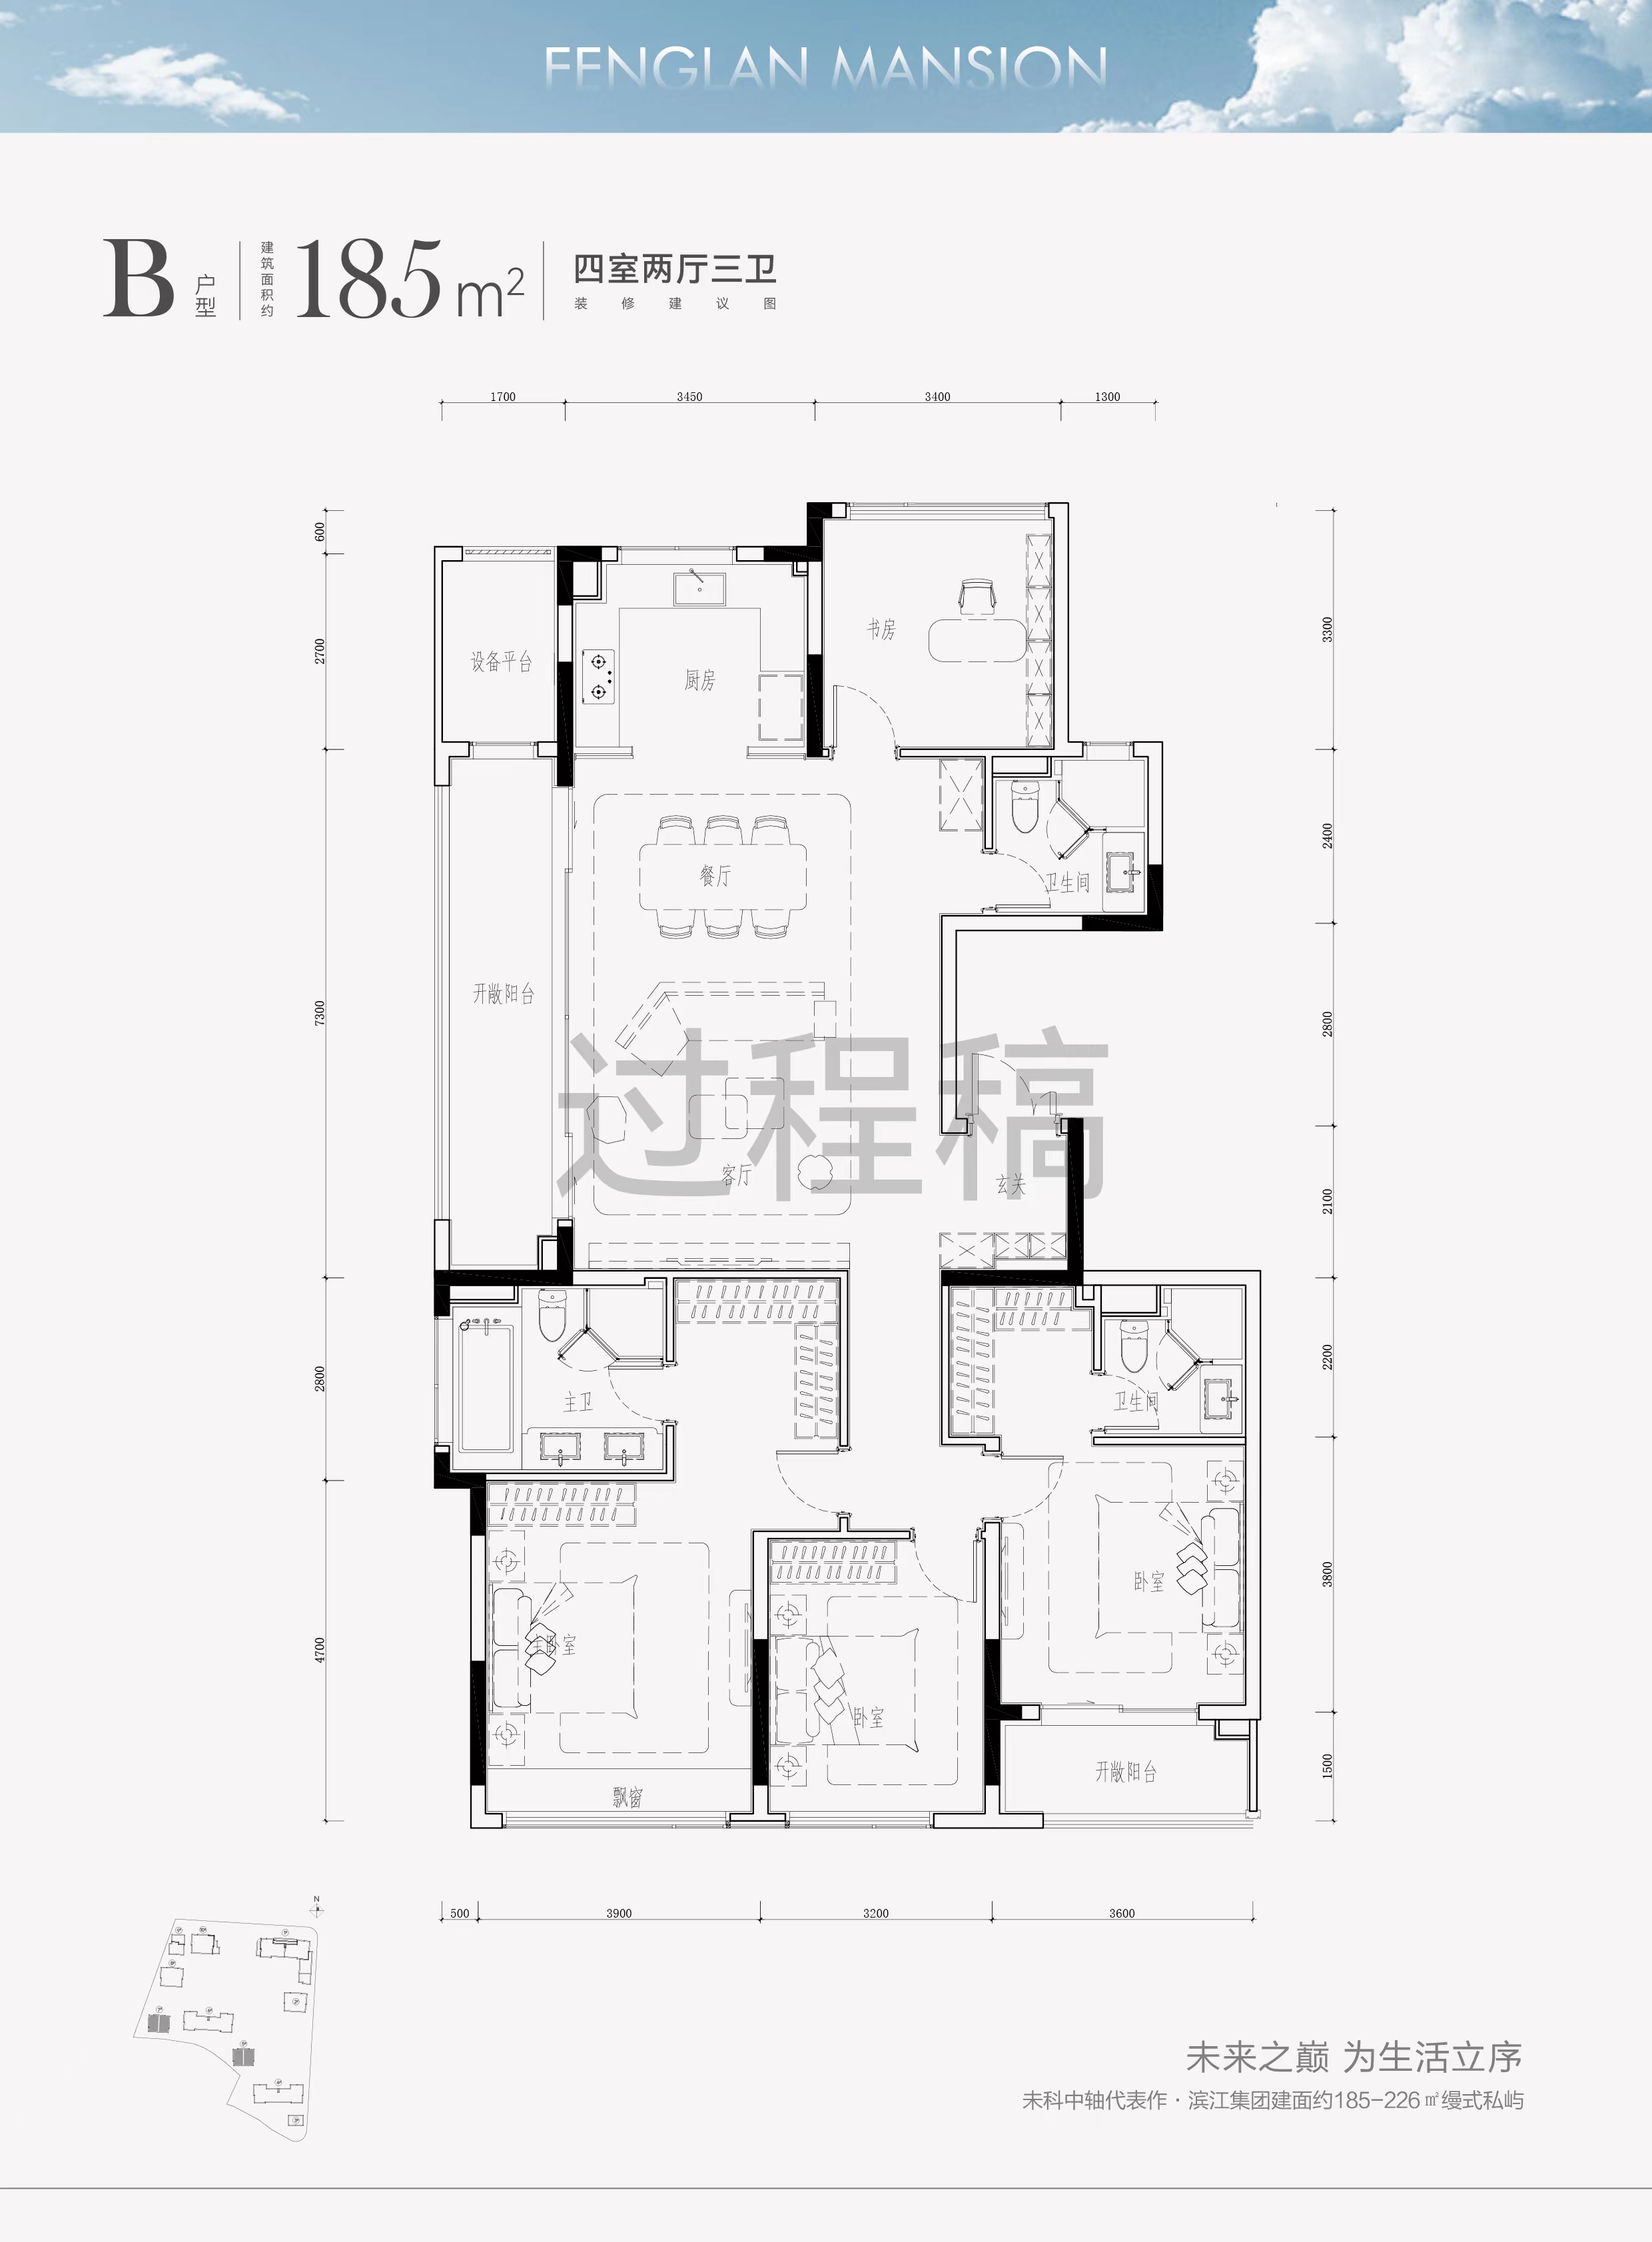 FENGLAN MANSION
B 户型 建筑面积约 185m² 四室两厅三卫
装修建议图
1700 3450 3400 1300
600
2700
7300
2800
4700
3300
2400
2800
2100
2200
3800
1500
书房
设备平台
厨房
餐厅
卫生间
开敞阳台
过程稿
客厅
玄关
主卫
卫生间
卧室
主卧室
卧室
开敞阳台
飘窗
500 3900 3200 3600
N
未来之巅 为生活立序
未科中轴代表作·滨江集团建面约185-226㎡缦式私屿